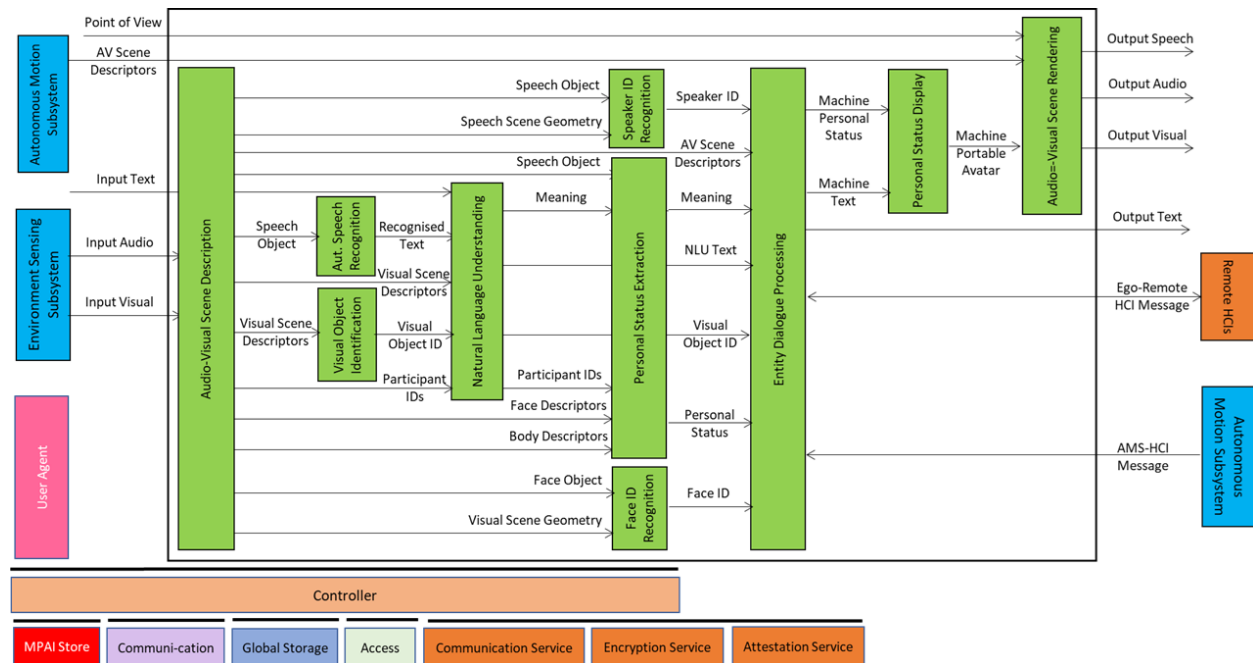 Point of View
AV Scene
Descriptors
Autonomous Motion
Subsystem
Input Text
Input Audio
Input Visual
Environment Sensing
Subsystem
User Agent
Audio-Visual Scene Description
Speech Object
Speech Scene Geometry
Speech Object
Speech
Object
Aut. Speech
Recognition
Recognised
Text
Visual Scene
Descriptors
Visual Scene
Descriptors
Visual Object
Identification
Visual
Object ID
Participant
IDs
Natural Language Understanding
Meaning
Participant IDs
Face Descriptors
Body Descriptors
Face Object
Visual Scene Geometry
Speaker ID
Recognition
Personal Status Extraction
Face ID
Recognition
Speaker ID
AV Scene
Descriptors
Meaning
NLU Text
Visual
Object ID
Personal
Status
Face ID
Entity Dialogue Processing
Machine
Personal
Status
Machine
Text
Personal Status Display
Machine
Portable
Avatar
Audio=-Visual Scene Rendering
Output Speech
Output Audio
Output Visual
Output Text
Ego-Remote
HCI Message
Remote HCIs
AMS-HCI
Message
Autonomous
Motion Subsystem
Controller
MPAI Store
Communi-cation
Global Storage
Access
Communication Service
Encryption Service
Attestation Service